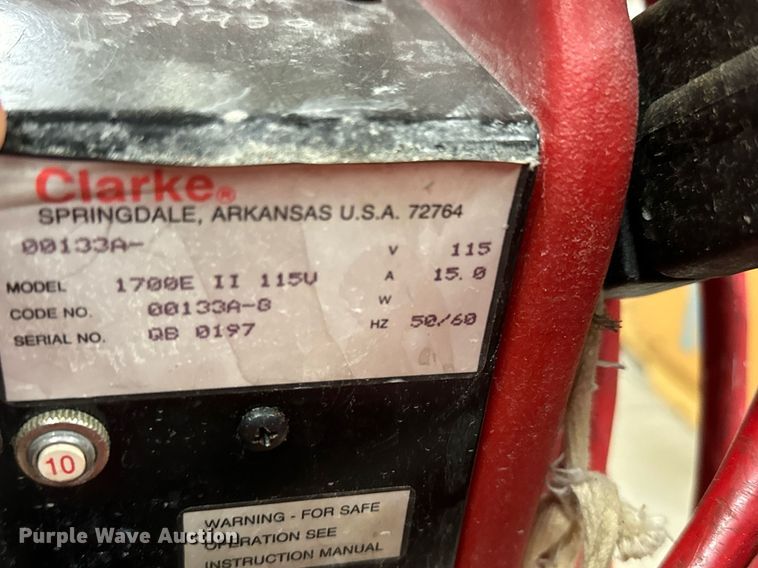 Clarke®
SPRINGDALE, ARKANSAS U.S.A. 72764
00133A- V 115
MODEL 1700E II 115V A 15.0
CODE NO. 00133A-8 W
SERIAL NO. QB 0197 HZ 50/60
10
WARNING - FOR SAFE
OPERATION SEE
INSTRUCTION MANUAL
Purple Wave Auction